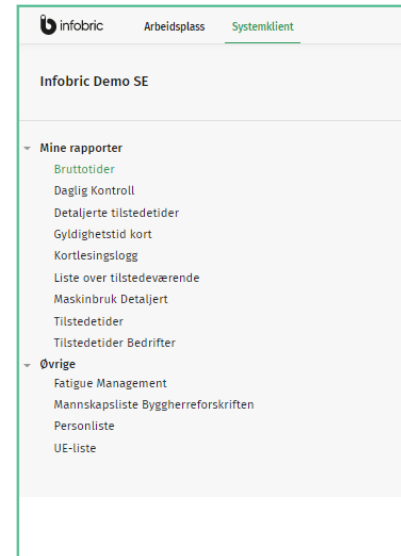 infobric Arbeidsplass Systemklient
Infobric Demo SE
Mine rapporter
Bruttotider
Daglig Kontroll
Detaljerte tilstedetider
Gyldighetstid kort
Kortlesingslogg
Liste over tilstedeværende
Maskinbruk Detaljert
Tilstedetider
Tilstedetider Bedrifter
Øvrige
Fatigue Management
Mannskapsliste Byggherreforskriften
Personliste
UE-liste